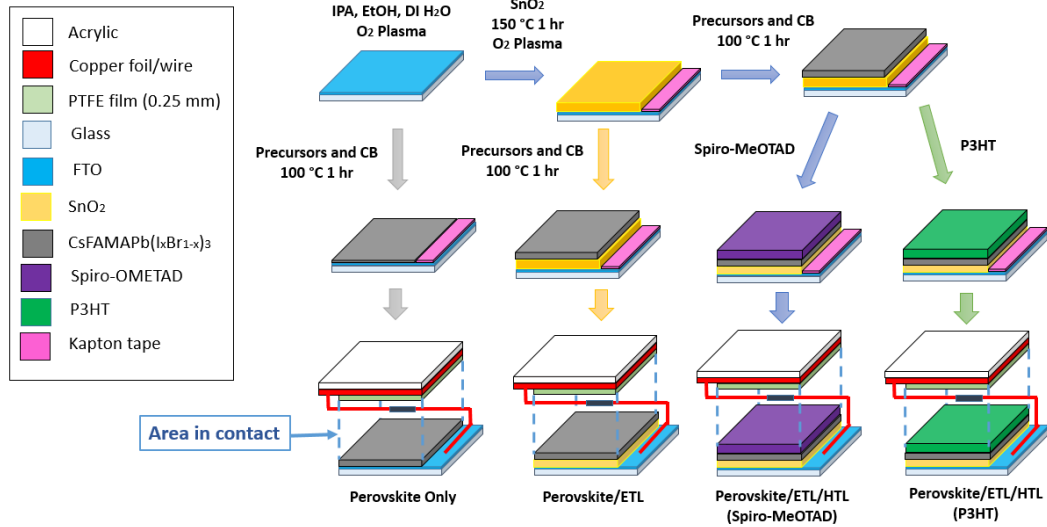 Acrylic
Copper foil/wire
PTFE film (0.25 mm)
Glass
FTO
SnO₂
CsFAMAPb(IₓBr₁₋ₓ)₃
Spiro-OMETAD
P3HT
Kapton tape
IPA, EtOH, DI H₂O
O₂ Plasma
SnO₂
150 °C 1 hr
O₂ Plasma
Precursors and CB
100 °C 1 hr
Precursors and CB
100 °C 1 hr
Precursors and CB
100 °C 1 hr
Spiro-MeOTAD
P3HT
Area in contact
Perovskite Only
Perovskite/ETL
Perovskite/ETL/HTL
(Spiro-MeOTAD)
Perovskite/ETL/HTL
(P3HT)